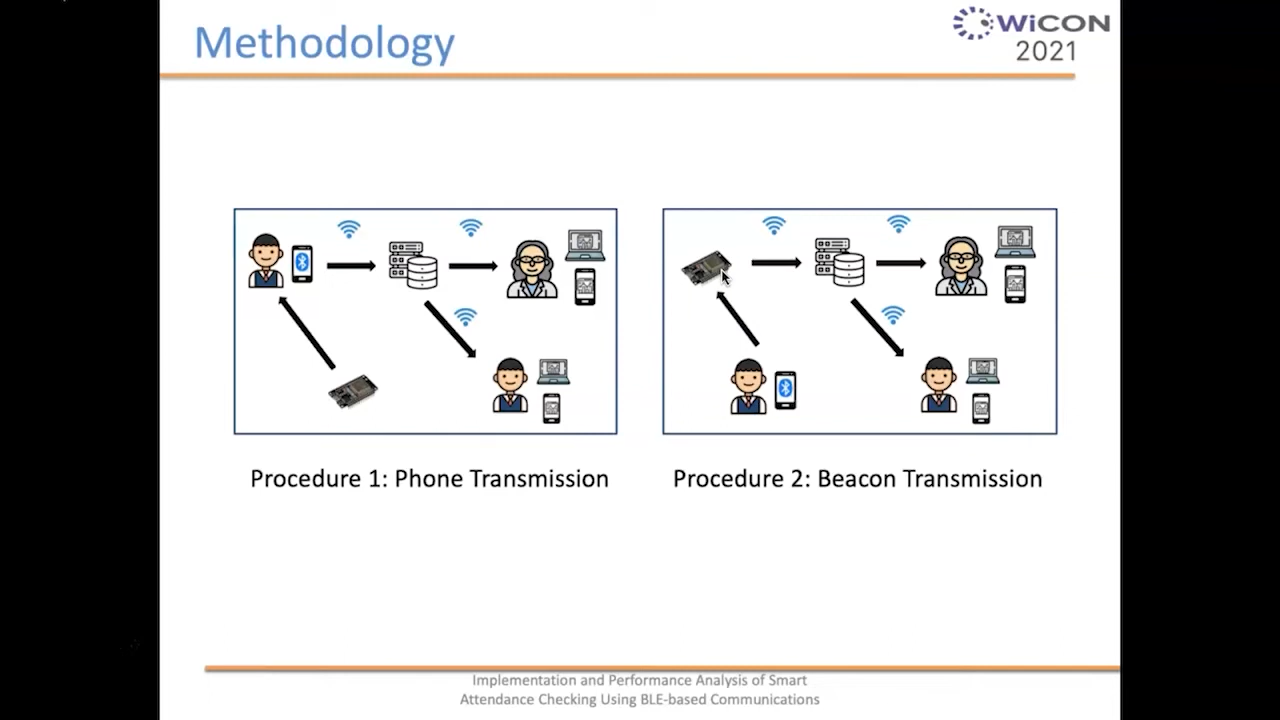 Methodology
WiCON
2021
Procedure 1: Phone Transmission
Procedure 2: Beacon Transmission
Implementation and Performance Analysis of Smart
Attendance Checking Using BLE-based Communications